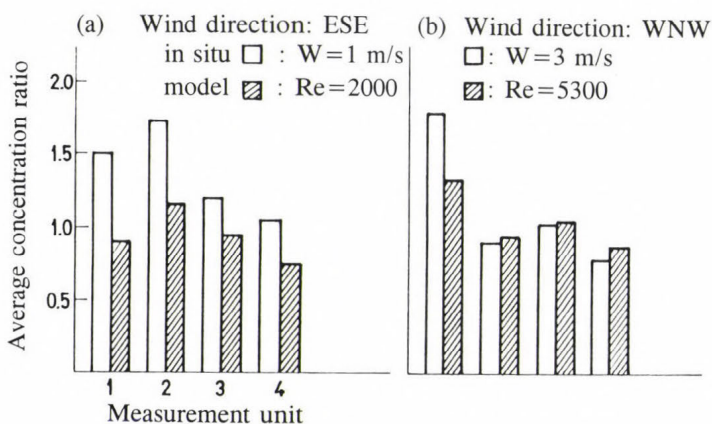 (a) Wind direction: ESE
in situ □ : W=1 m/s
model ▨ : Re=2000
(b) Wind direction: WNW
□: W=3 m/s
▨: Re=5300
Average concentration ratio
2.0
1.5
1.0
0.5
1 2 3 4
Measurement unit